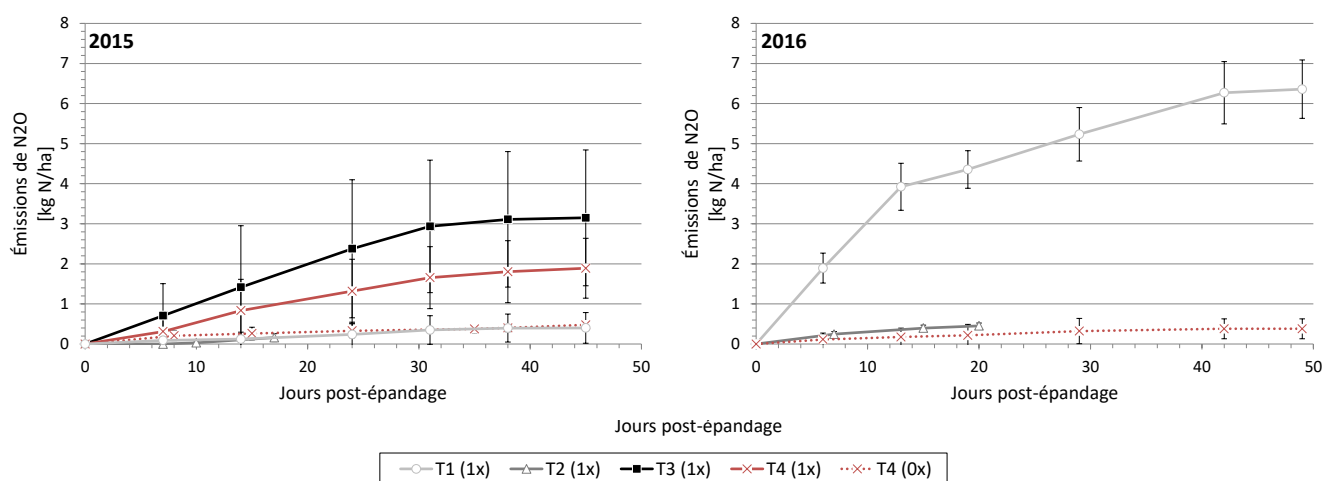 2015
Émissions de N2O
[kg N/ha]
8
7
6
5
4
3
2
1
0
0 10 20 30 40 50
Jours post-épandage
2016
Émissions de N2O
[kg N/ha]
8
7
6
5
4
3
2
1
0
0 10 20 30 40 50
Jours post-épandage
Jours post-épandage
T1 (1x) T2 (1x) T3 (1x) T4 (1x) T4 (0x)